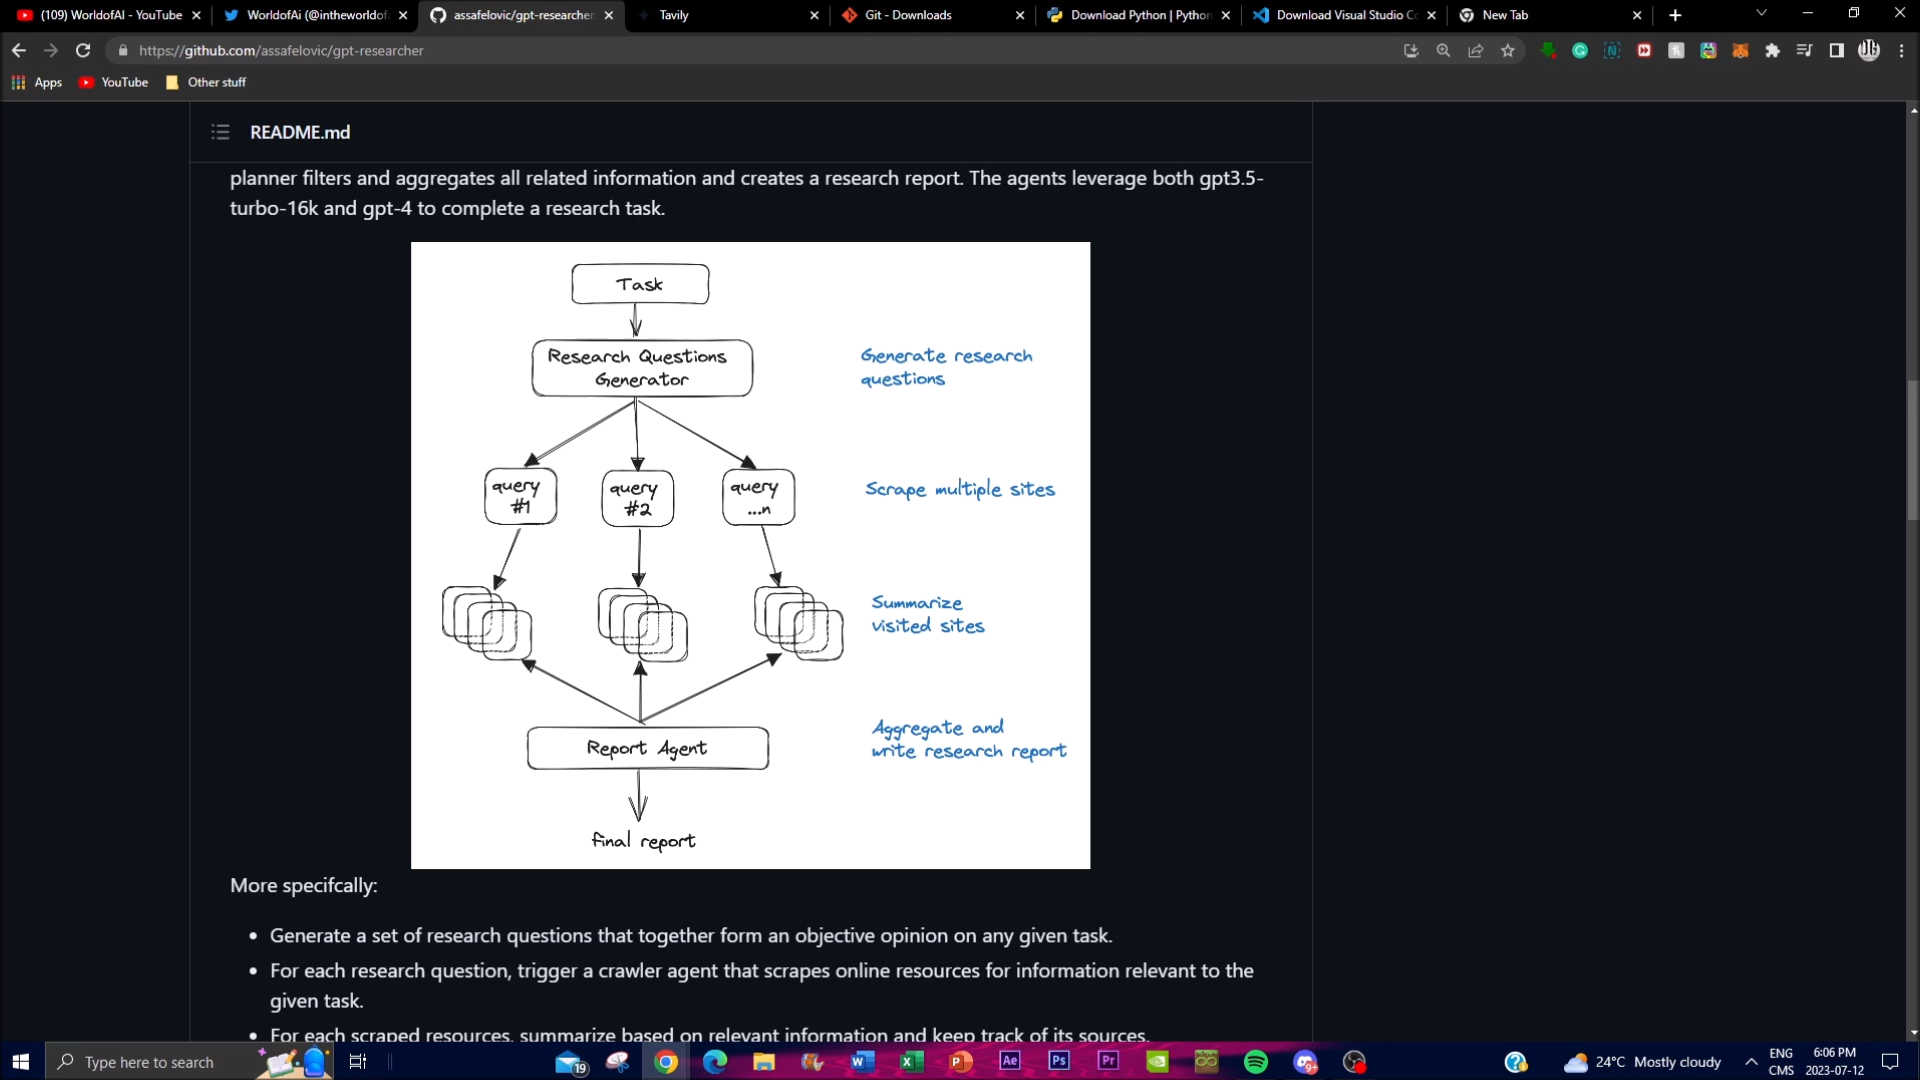 (109) WorldofAI - YouTube
WorldofAi (@intheworldof
assafelovic/gpt-researcher
Tavily
Git - Downloads
Download Python | Python
Download Visual Studio Co
New Tab
https://github.com/assafelovic/gpt-researcher
Apps
YouTube
Other stuff
README.md
planner filters and aggregates all related information and creates a research report. The agents leverage both gpt3.5-
turbo-16k and gpt-4 to complete a research task.
Task
Research Questions
Generator
Generate research
questions
query
#1
query
#2
query
...n
Scrape multiple sites
Summarize
visited sites
Report Agent
Aggregate and
write research report
final report
More specifcally:
• Generate a set of research questions that together form an objective opinion on any given task.
• For each research question, trigger a crawler agent that scrapes online resources for information relevant to the
given task.
• For each scraped resources, summarize based on relevant information and keep track of its sources.
Type here to search
19
Ae
Ps
Pr
9+
24°C Mostly cloudy
ENG
CMS
6:06 PM
2023-07-12